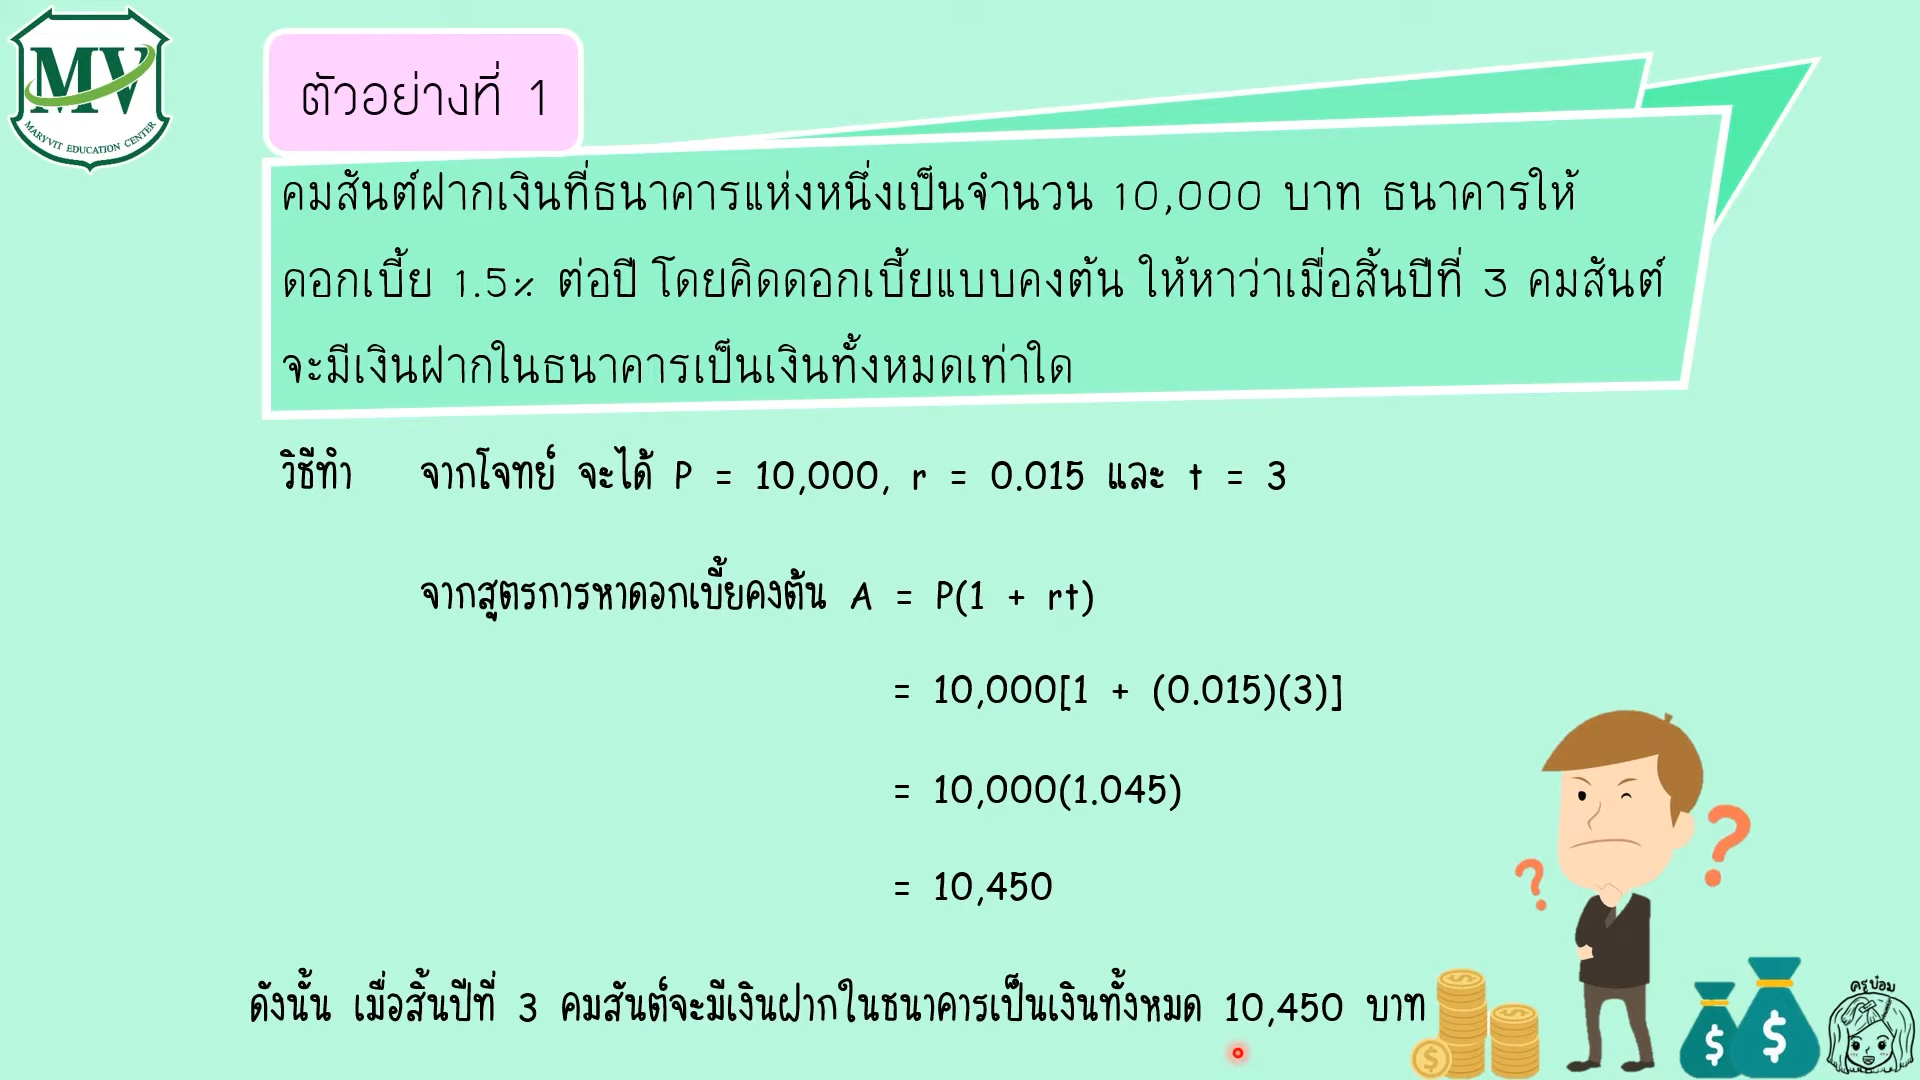 MV
MARYVIT EDUCATION CENTER
ตัวอย่างที่ 1
คมสันต์ฝากเงินที่ธนาคารแห่งหนึ่งเป็นจำนวน 10,000 บาท ธนาคารให้
ดอกเบี้ย 1.5% ต่อปี โดยคิดดอกเบี้ยแบบคงต้น ให้หาว่าเมื่อสิ้นปีที่ 3 คมสันต์
จะมีเงินฝากในธนาคารเป็นเงินทั้งหมดเท่าใด
วิธีทำ จากโจทย์ จะได้ P = 10,000, r = 0.015 และ t = 3
จากสูตรการหาดอกเบี้ยคงต้น A = P(1 + rt)
= 10,000[1 + (0.015)(3)]
= 10,000(1.045)
= 10,450
ดังนั้น เมื่อสิ้นปีที่ 3 คมสันต์จะมีเงินฝากในธนาคารเป็นเงินทั้งหมด 10,450 บาท
? ?
$ $ $ $ $
ครูป๋อม